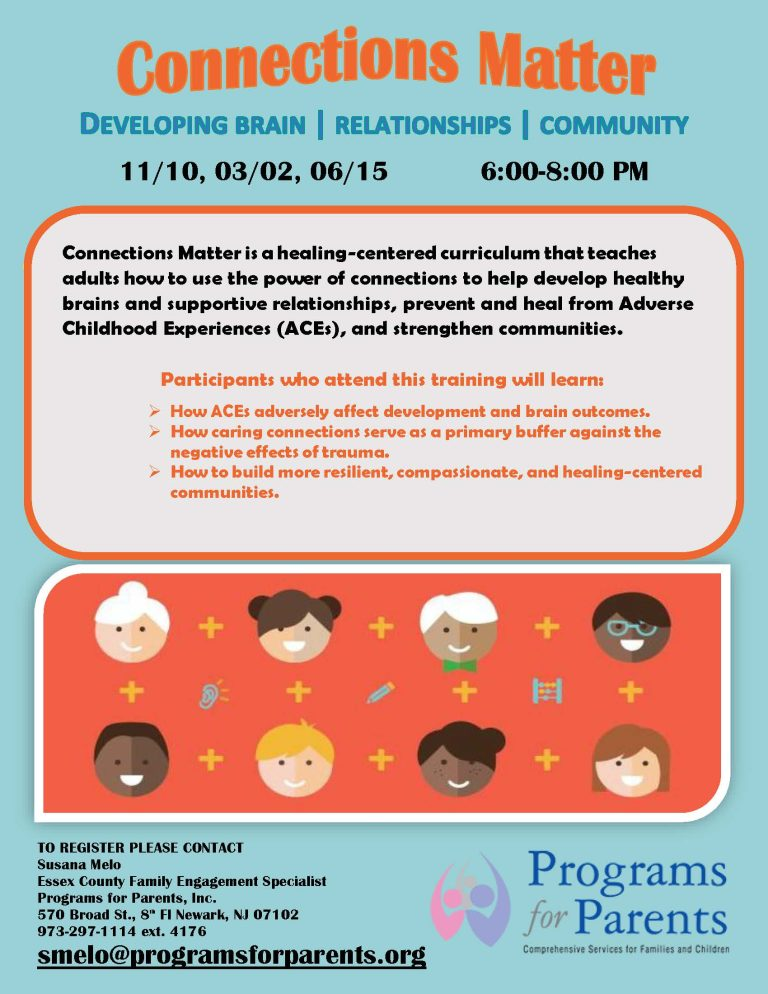 Connections Matter
DEVELOPING BRAIN | RELATIONSHIPS | COMMUNITY
11/10, 03/02, 06/15 6:00-8:00 PM
Connections Matter is a healing-centered curriculum that teaches
adults how to use the power of connections to help develop healthy
brains and supportive relationships, prevent and heal from Adverse
Childhood Experiences (ACEs), and strengthen communities.
Participants who attend this training will learn:
➢ How ACEs adversely affect development and brain outcomes.
➢ How caring connections serve as a primary buffer against the
negative effects of trauma.
➢ How to build more resilient, compassionate, and healing-centered
communities.
TO REGISTER PLEASE CONTACT
Susana Melo
Essex County Family Engagement Specialist
Programs for Parents, Inc.
570 Broad St., 8th Fl Newark, NJ 07102
973-297-1114 ext. 4176
smelo@programsforparents.org
Programs
for Parents
Comprehensive Services for Families and Children